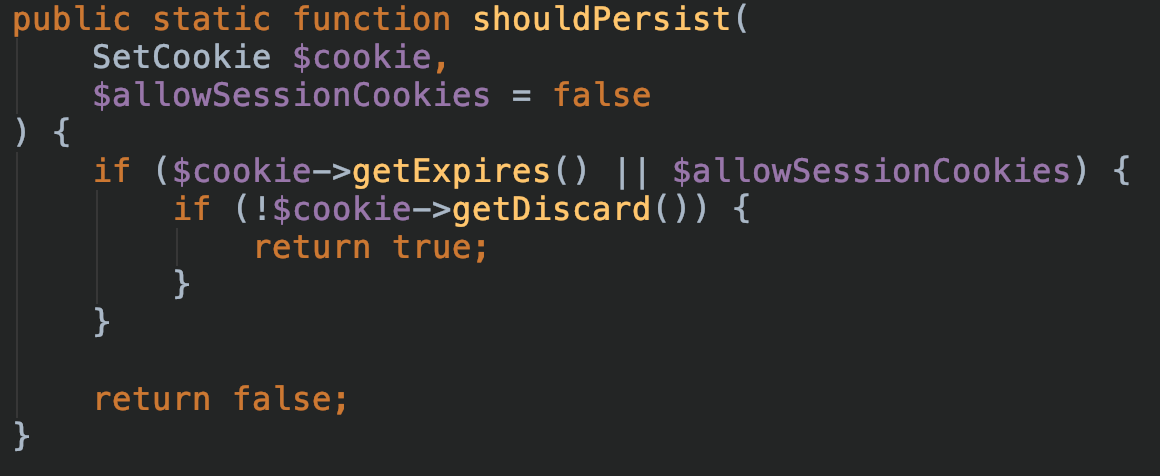 public static function shouldPersist(
    SetCookie $cookie,
    $allowSessionCookies = false
) {
    if ($cookie->getExpires() || $allowSessionCookies) {
        if (!$cookie->getDiscard()) {
            return true;
        }
    }

    return false;
}